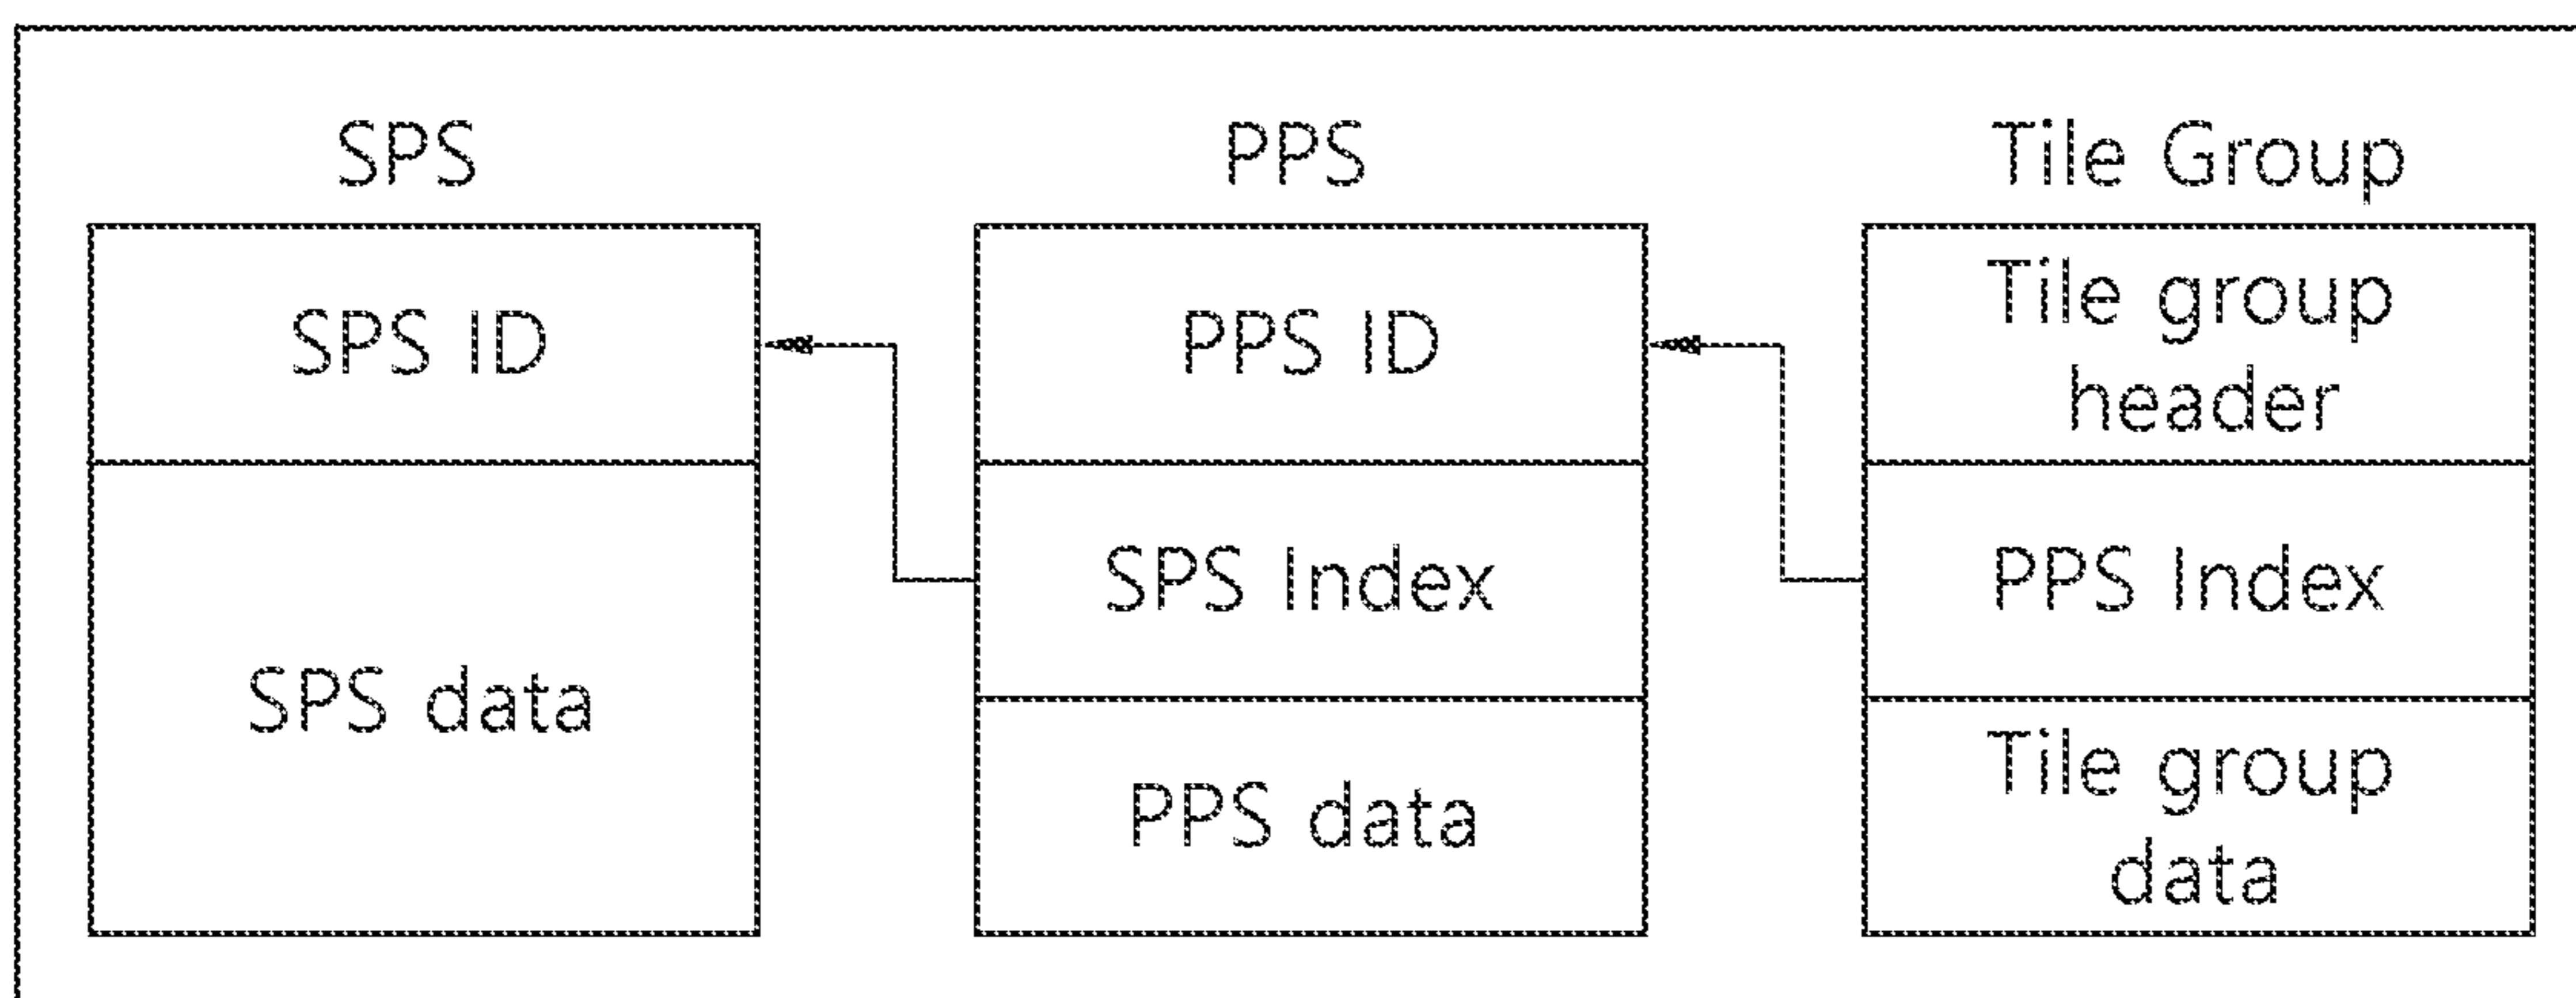 SPS
SPS ID
SPS data
PPS
PPS ID
SPS Index
PPS data
Tile Group
Tile group
header
PPS Index
Tile group
data